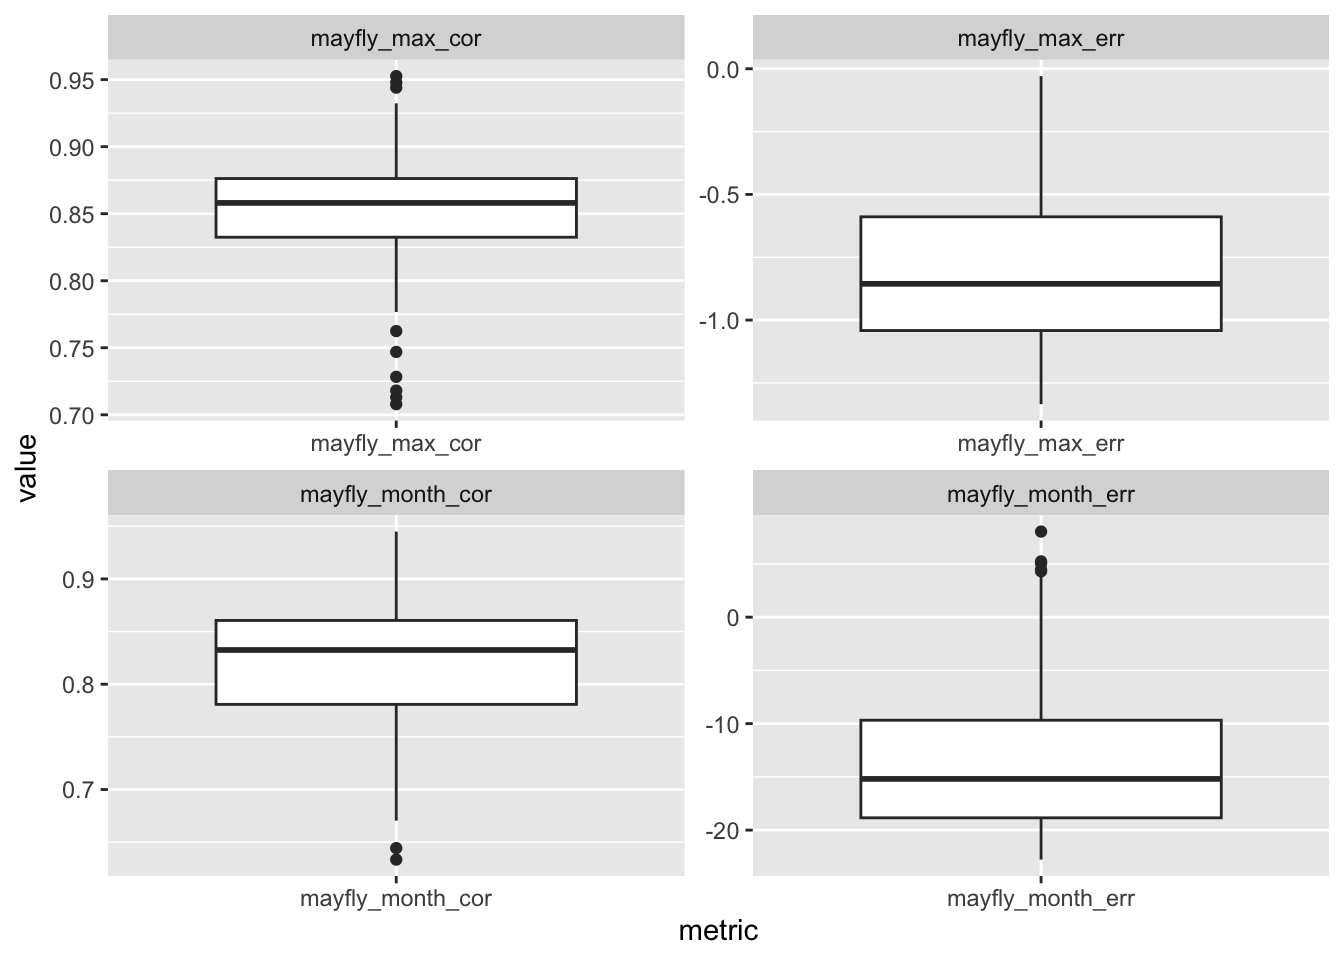 mayfly_max_cor
0.95
0.90
0.85
0.80
0.75
0.70
mayfly_max_cor
mayfly_max_err
0.0
-0.5
-1.0
mayfly_max_err
value
mayfly_month_cor
0.9
0.8
0.7
mayfly_month_cor
mayfly_month_err
0
-10
-20
mayfly_month_err
metric